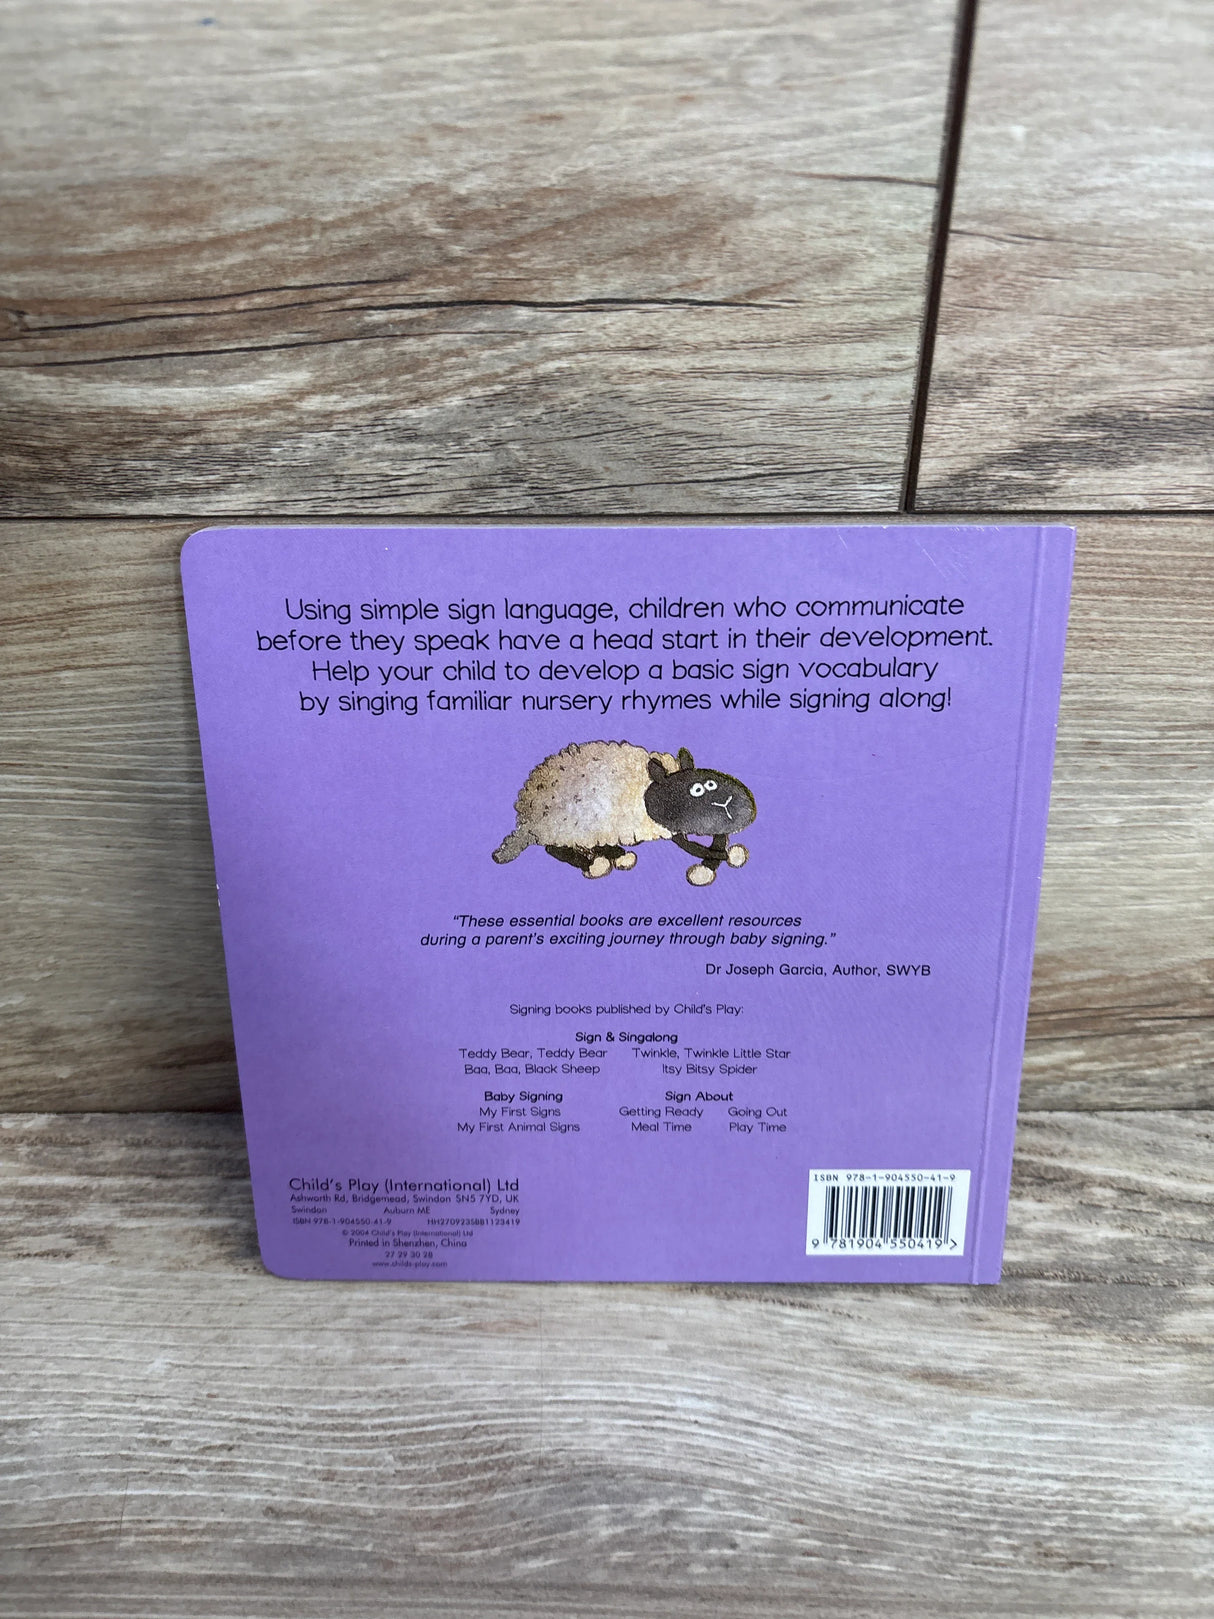 Using simple sign language, children who communicate
before they speak have a head start in their development.
Help your child to develop a basic sign vocabulary
by singing familiar nursery rhymes while signing along!
"These essential books are excellent resources
during a parent's exciting journey through baby signing."
Dr Joseph Garcia, Author, SWYB
Signing books published by Child's Play:
Sign & Singalong
Teddy Bear, Teddy Bear Twinkle, Twinkle Little Star
Baa, Baa, Black Sheep Itsy Bitsy Spider
Baby Signing
My First Signs
My First Animal Signs
Sign About
Getting Ready Going Out
Meal Time Play Time
Child's Play (International) Ltd
Ashworth Rd, Bridgemead, Swindon SN5 7YD, UK
Swindon Auburn ME Sydney
ISBN 978-1-904550-41-9 HH270923SBB1123419
© 2004 Child's Play (International) Ltd
Printed in Shenzhen, China
27 29 30 28
www.childs-play.com
ISBN 978-1-904550-41-9
9 781904 550419 >